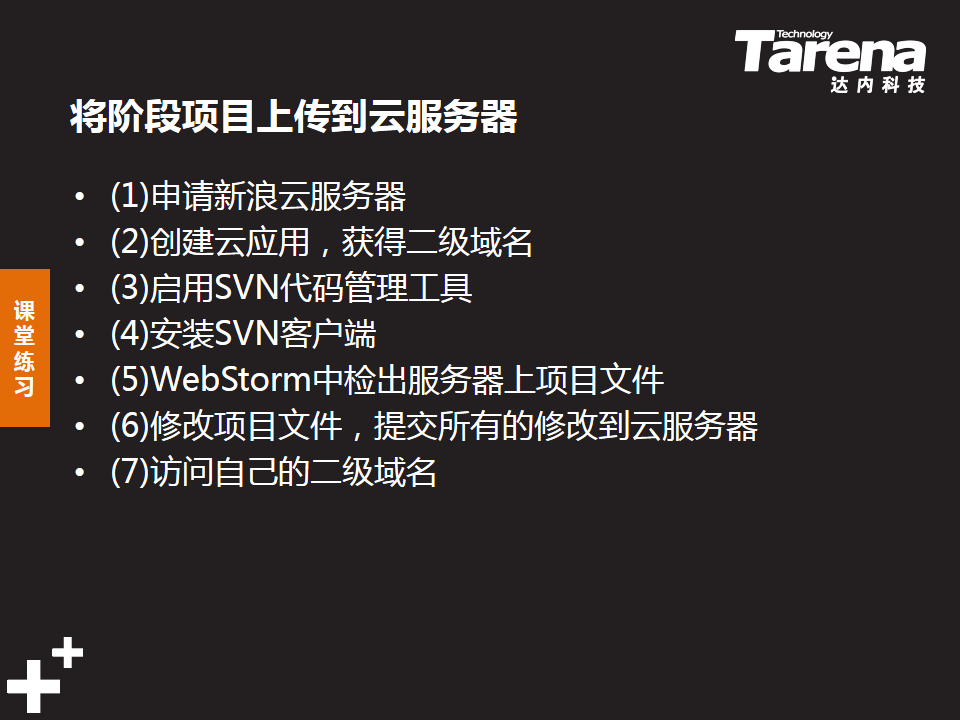 Technology
Tarena
达内科技
将阶段项目上传到云服务器
• (1)申请新浪云服务器
• (2)创建云应用，获得二级域名
• (3)启用SVN代码管理工具
• (4)安装SVN客户端
• (5)WebStorm中检出服务器上项目文件
• (6)修改项目文件，提交所有的修改到云服务器
• (7)访问自己的二级域名
课堂练习